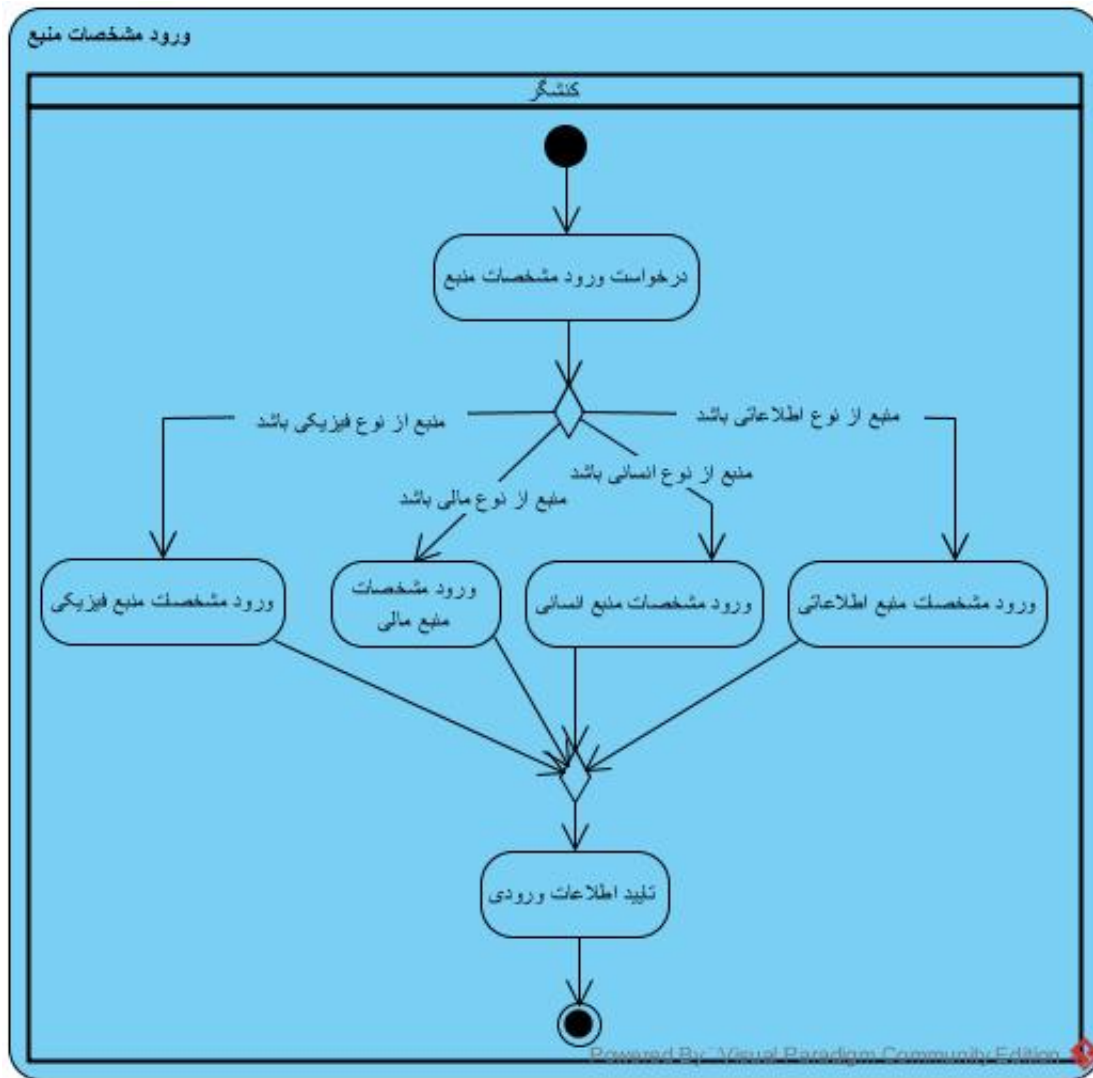 ورود مشخصات منبع
کنشگر
درخواست ورود مشخصات منبع
منبع از نوع اطلاعاتی باشد
منبع از نوع فیزیکی باشد
منبع از نوع انسانی باشد
منبع از نوع مالی باشد
ورود مشخصات منبع اطلاعاتی
ورود مشخصات منبع انسانی
ورود مشخصات
منبع مالی
ورود مشخصات منبع فیزیکی
تایید اطلاعات ورودی
Powered By Visual Paradigm Community Edition